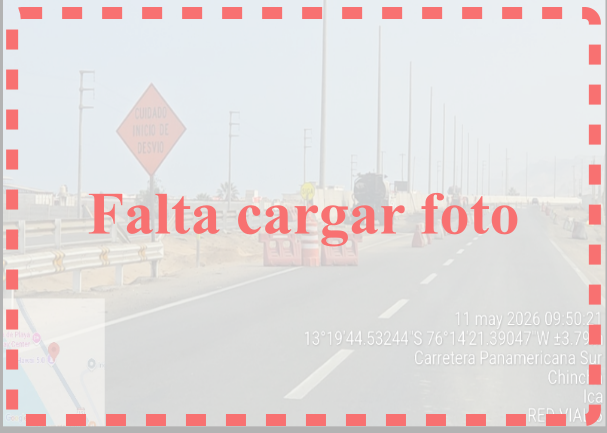 CUIDADO
INICIO DE
DESVIO
Falta cargar foto
11 may 2026 09:50:21
13°19'44.53244"S 76°14'21.39047"W ±3.79
Carretera Panamericana Sur
Chinch
Ica
RED VIAL